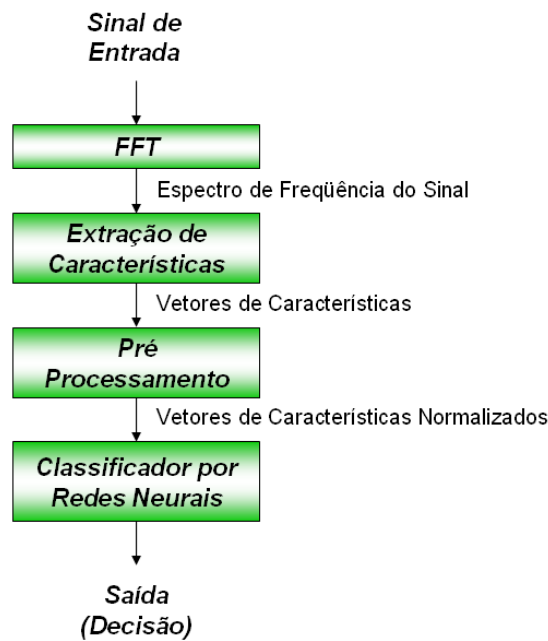 Sinal de
Entrada
FFT
Espectro de Freqüência do Sinal
Extração de
Características
Vetores de Características
Pré
Processamento
Vetores de Características Normalizados
Classificador por
Redes Neurais
Saída
(Decisão)